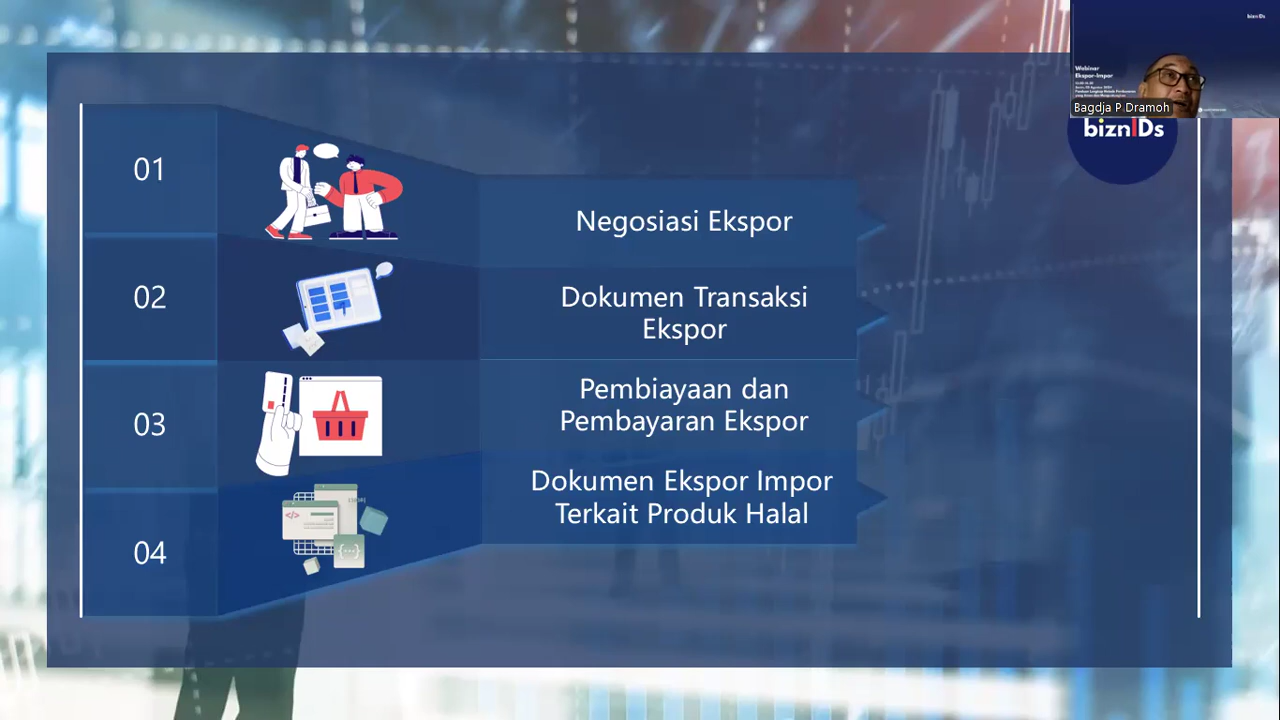 biznIDs
Webinar
Ekspor-Impor
Bagdja P Dramoh
biznIDs
01
Negosiasi Ekspor
02
Dokumen Transaksi
Ekspor
03
Pembiayaan dan
Pembayaran Ekspor
04
Dokumen Ekspor Impor
Terkait Produk Halal